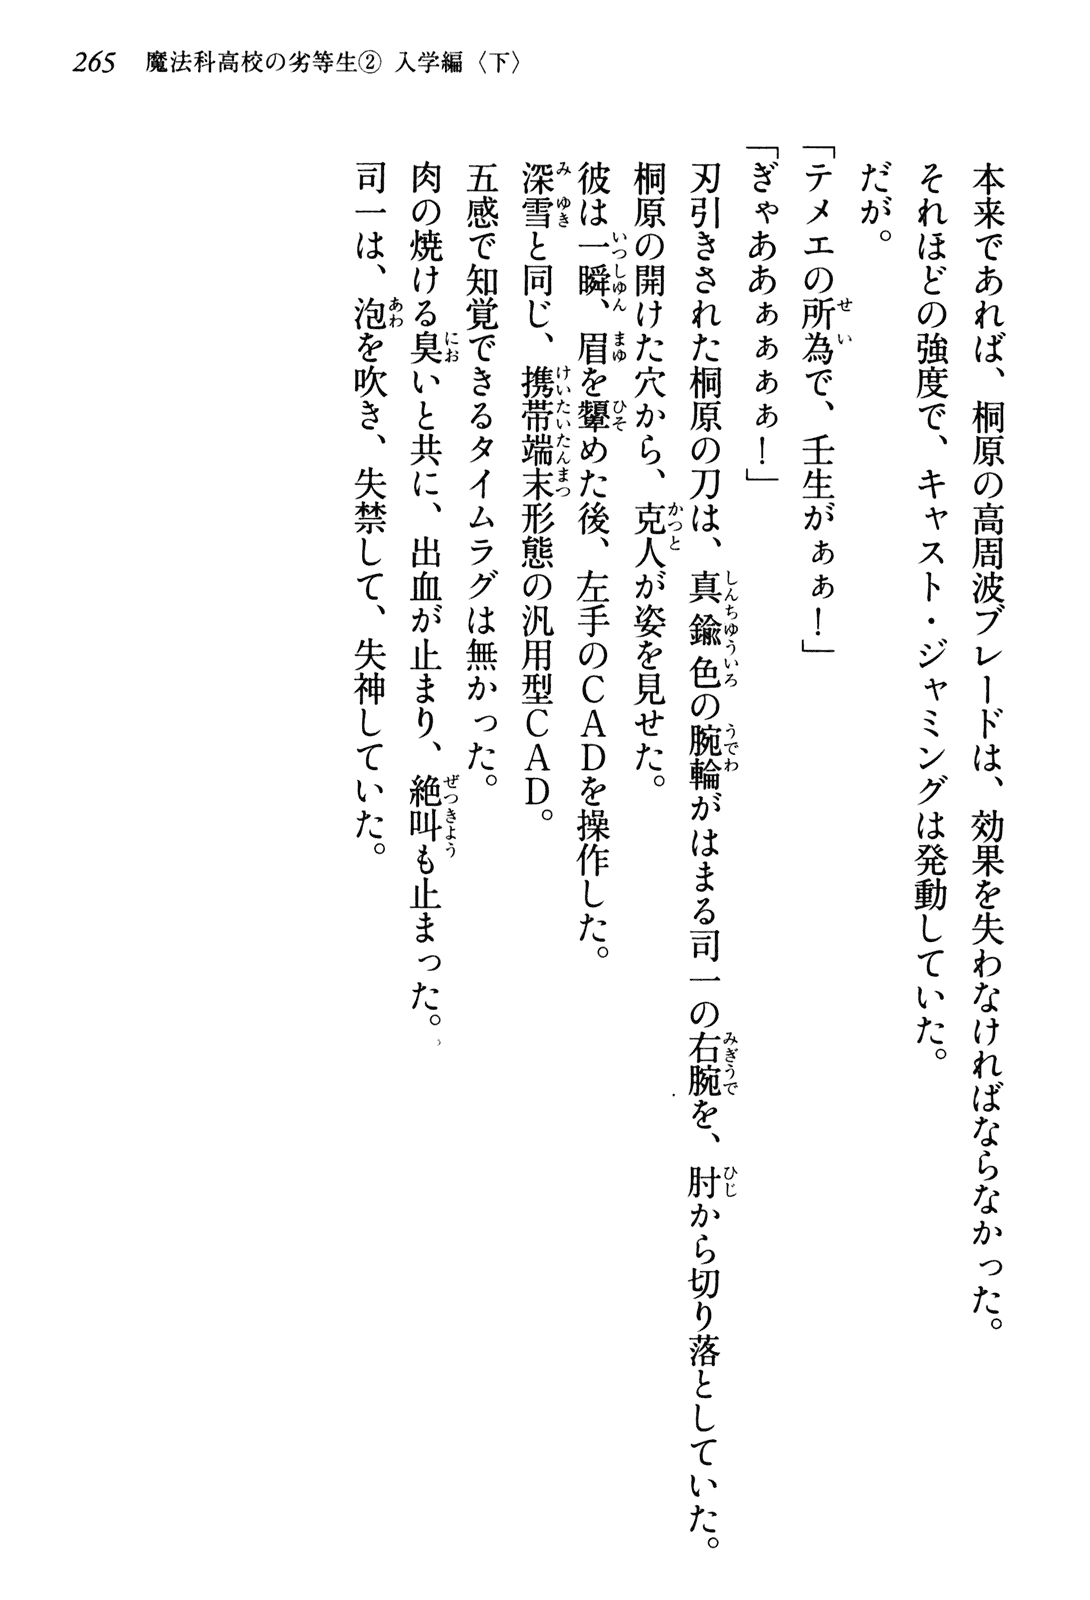 265 魔法科高校の劣等生② 入学編〈下〉
本来であれば、桐原の高周波ブレードは、効果を失わなければならなかった。
それほどの強度で、キャスト・ジャミングは発動していた。
だが。
「テメエの所為で、壬生がぁぁ！」
「ぎゃああぁぁぁぁ！」
刃引きされた桐原の刀は、真鍮色の腕輪がはまる司一の右腕を、肘から切り落としていた。
桐原の開けた穴から、克人が姿を見せた。
彼は一瞬、眉を顰めた後、左手のＣＡＤを操作した。
深雪と同じ、携帯端末形態の汎用型ＣＡＤ。
五感で知覚できるタイムラグは無かった。
肉の焼ける臭いと共に、出血が止まり、絶叫も止まった。
司一は、泡を吹き、失禁して、失神していた。